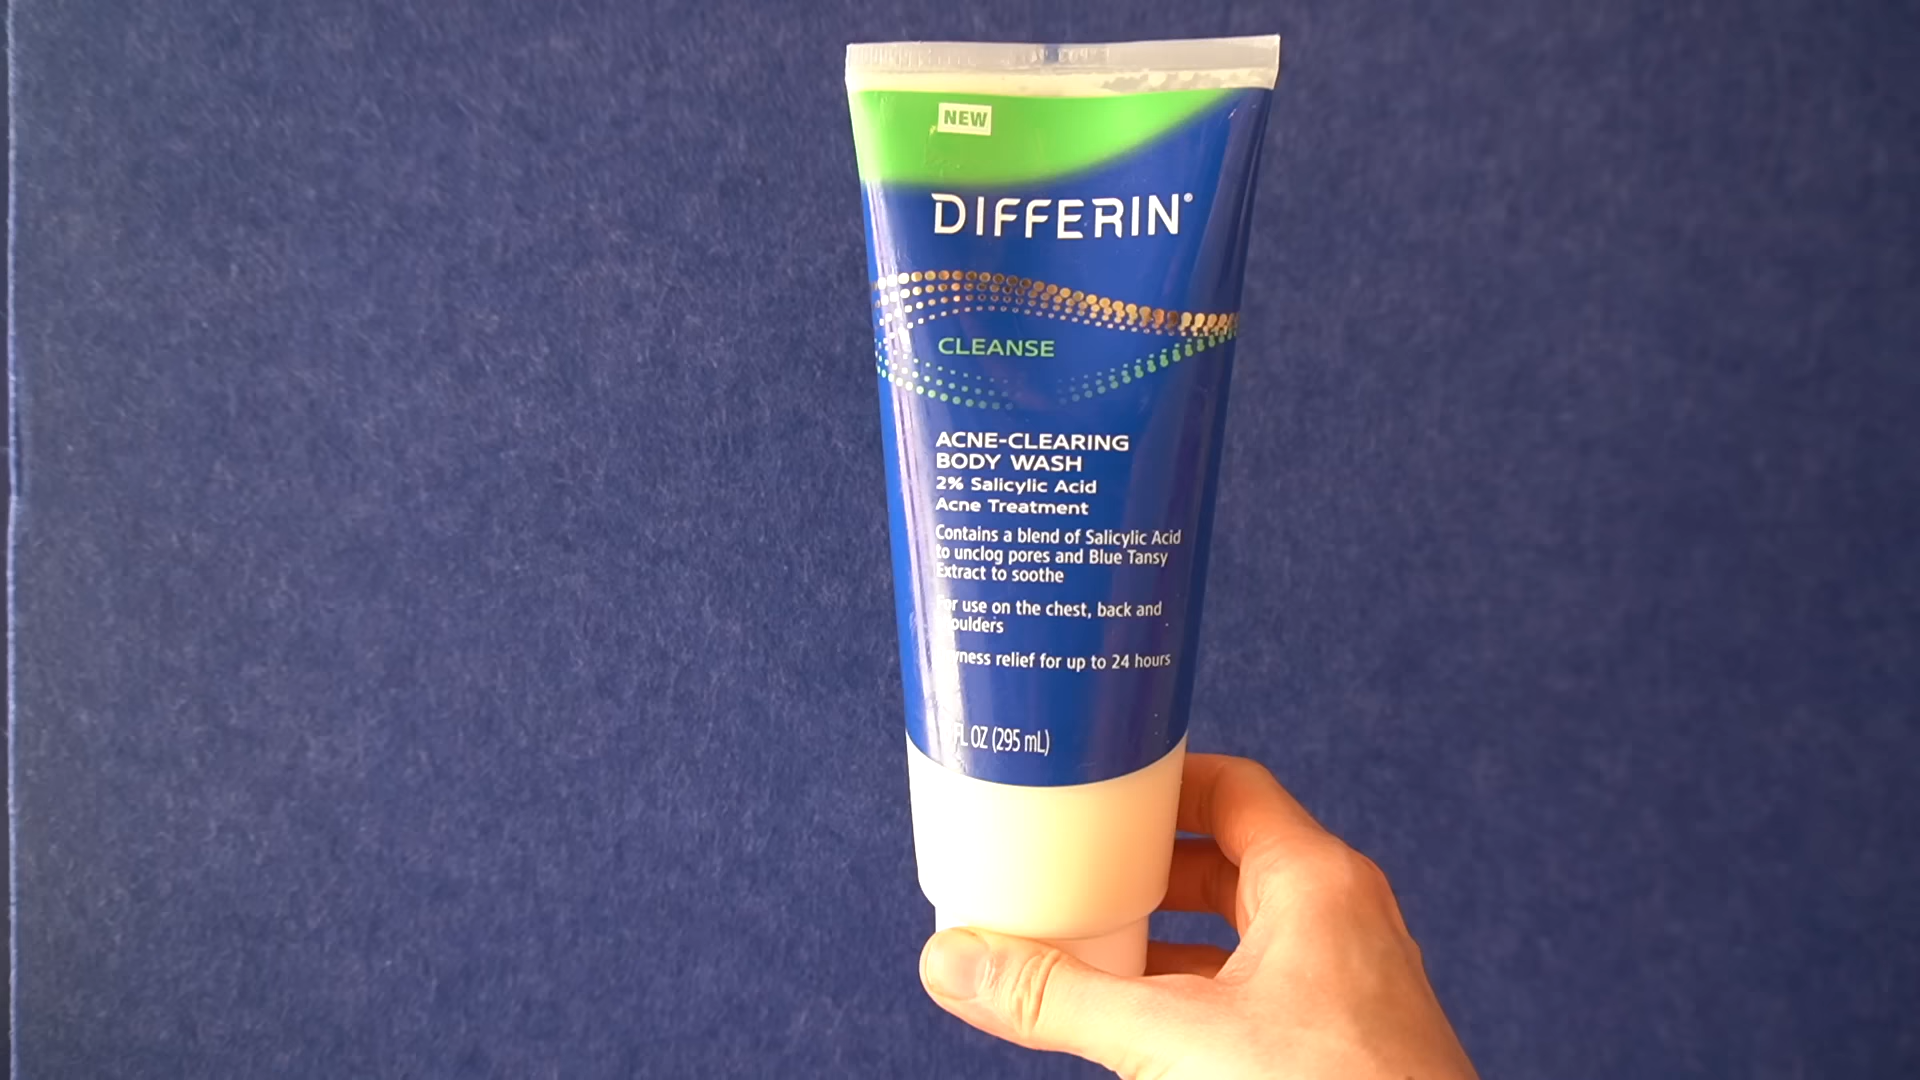 NEW
DIFFERIN®
CLEANSE
ACNE-CLEARING
BODY WASH
2% Salicylic Acid
Acne Treatment
Contains a blend of Salicylic Acid
to unclog pores and Blue Tansy
Extract to soothe
For use on the chest, back and
shoulders
relief for up to 24 hours
FL OZ (295 mL)